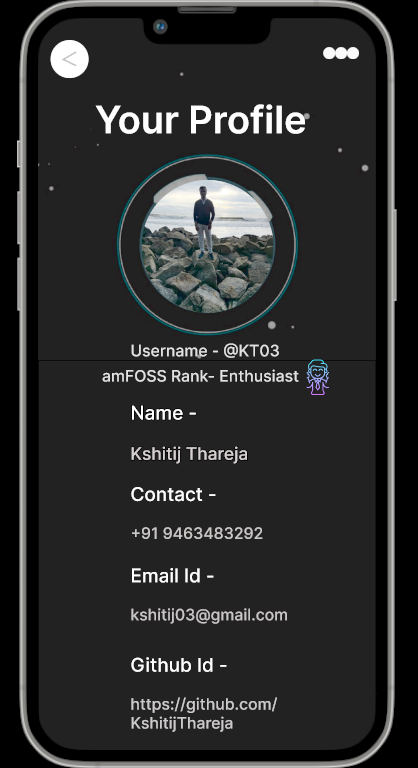 <
Your Profile
Username - @KT03
amFOSS Rank- Enthusiast
Name -
Kshitij Thareja
Contact -
+91 9463483292
Email Id -
kshitij03@gmail.com
Github Id -
https://github.com/
KshitijThareja